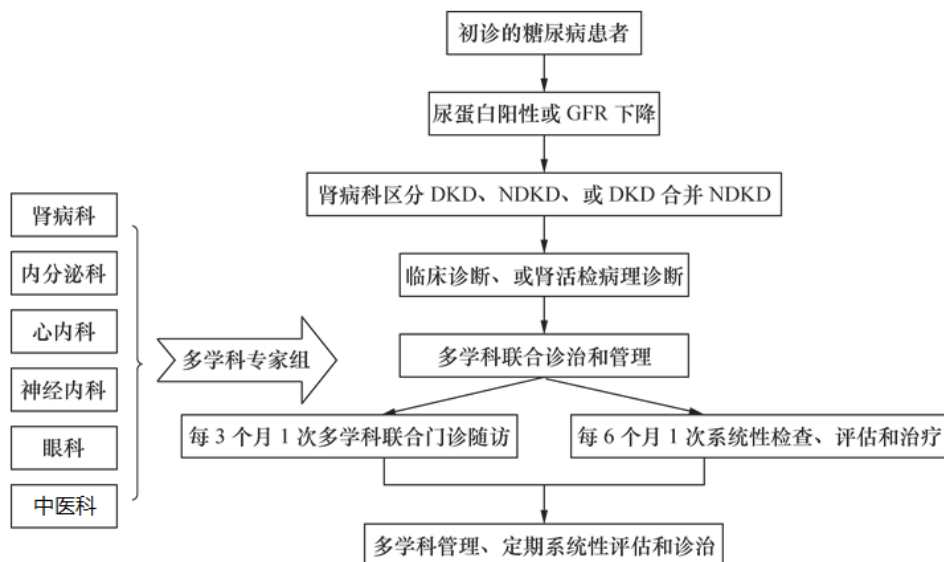 初诊的糖尿病患者
尿蛋白阳性或 GFR 下降
肾病科区分 DKD、NDKD、或 DKD 合并 NDKD
临床诊断、或肾活检病理诊断
肾病科
内分泌科
心内科
神经内科
眼科
中医科
多学科专家组
多学科联合诊治和管理
每 3 个月 1 次多学科联合门诊随访
每 6 个月 1 次系统性检查、评估和治疗
多学科管理、定期系统性评估和诊治